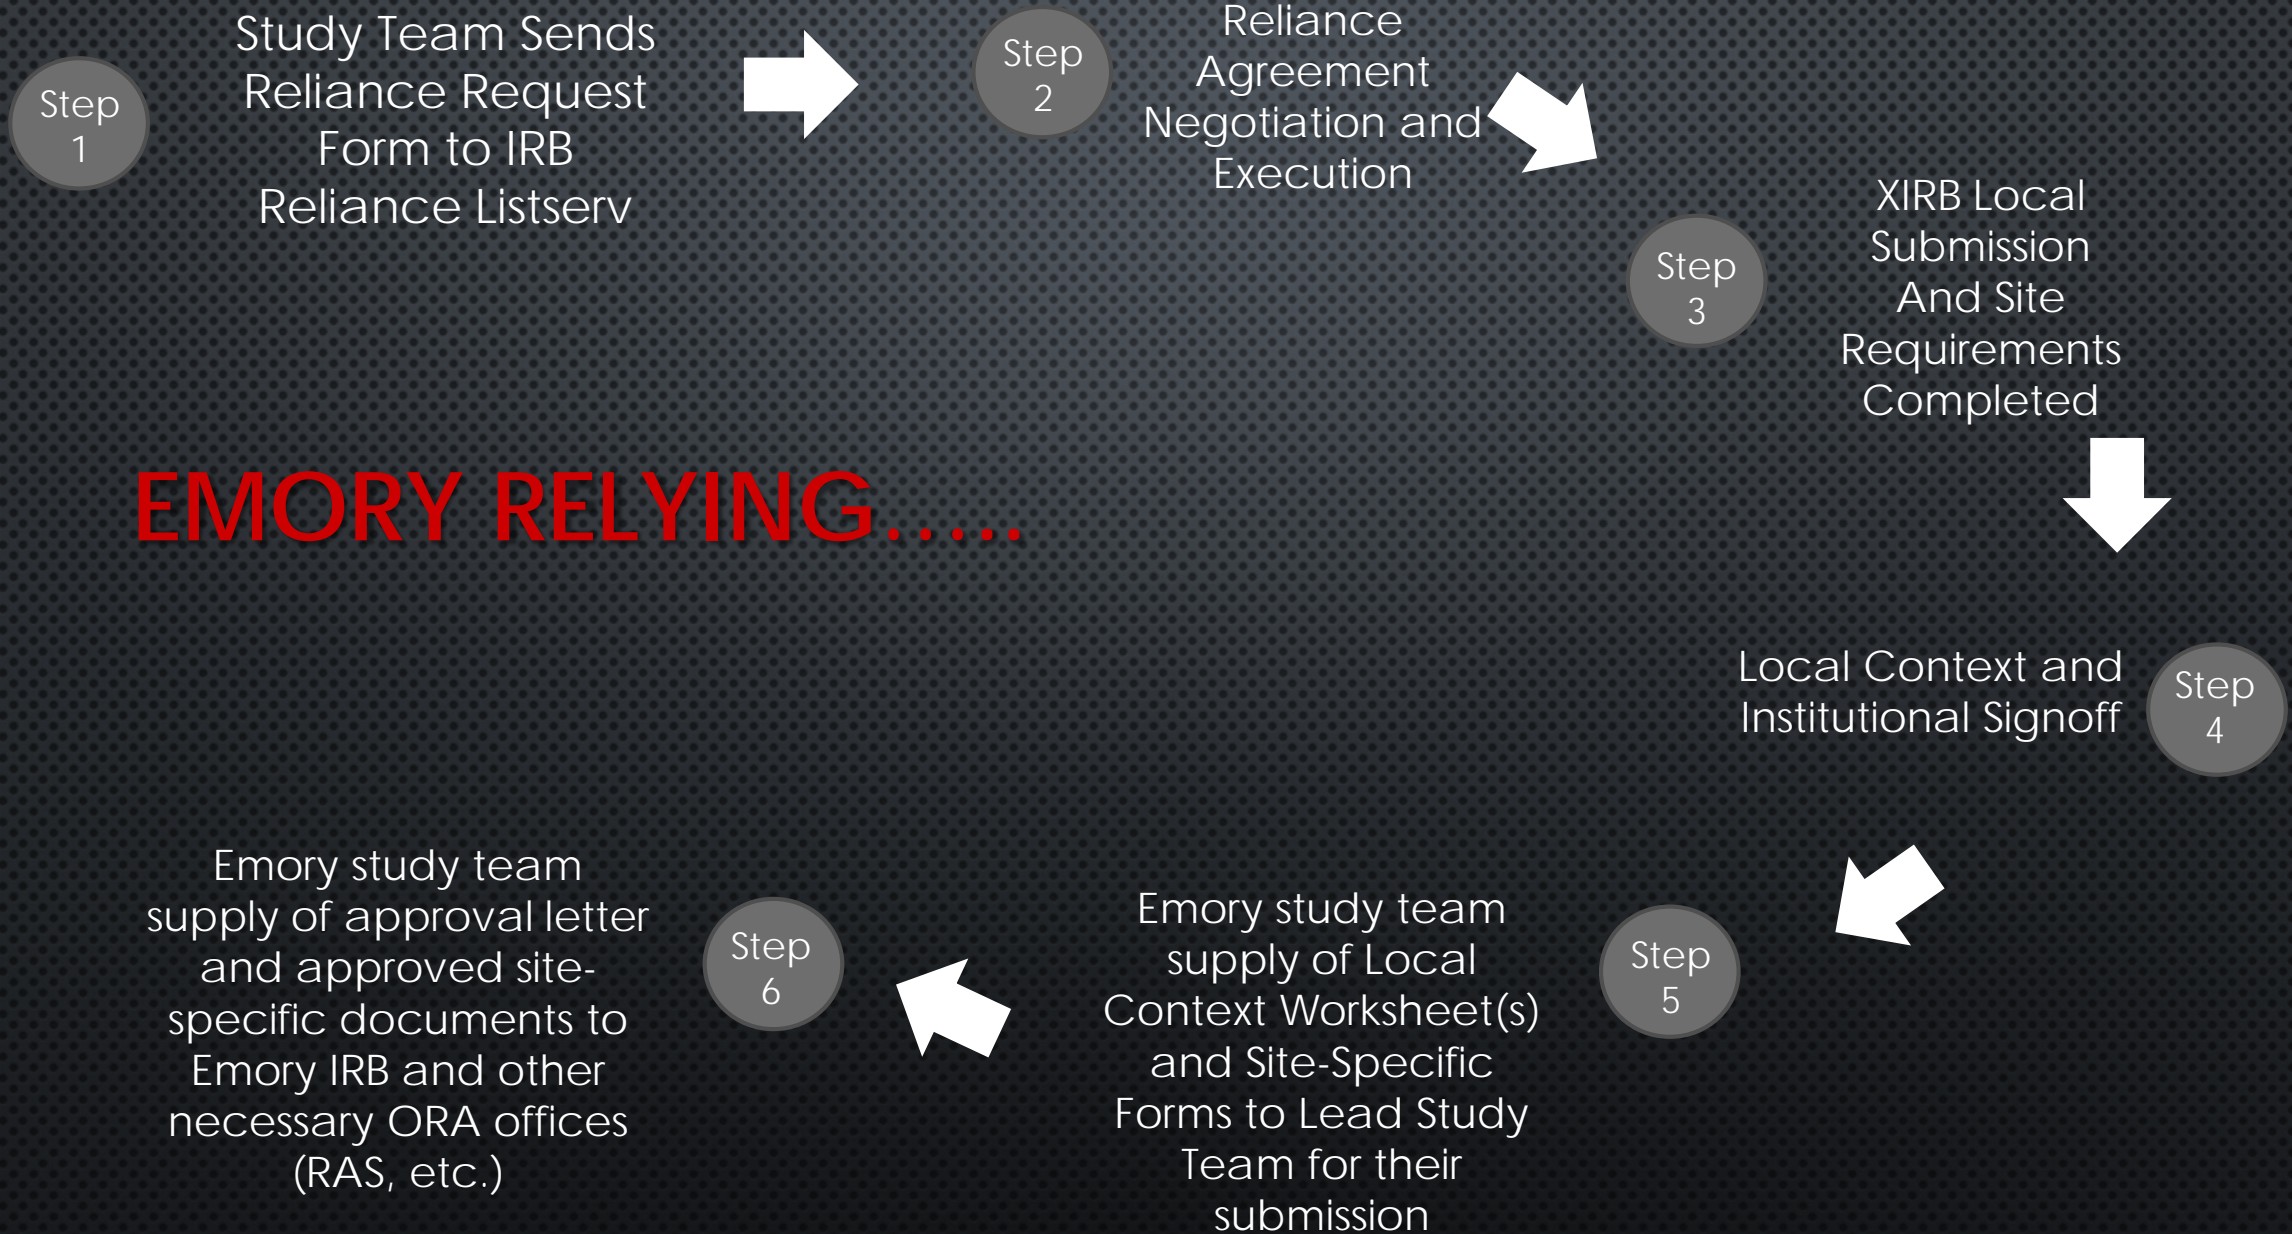 Step
1
Study Team Sends
Reliance Request
Form to IRB
Reliance Listserv
Step
2
Reliance
Agreement
Negotiation and
Execution
Step
3
XIRB Local
Submission
And Site
Requirements
Completed
EMORY RELYING.....
Local Context and
Institutional Signoff
Step
4
Step
5
Emory study team
supply of Local
Context Worksheet(s)
and Site-Specific
Forms to Lead Study
Team for their
submission
Step
6
Emory study team
supply of approval letter
and approved site-
specific documents to
Emory IRB and other
necessary ORA offices
(RAS, etc.)